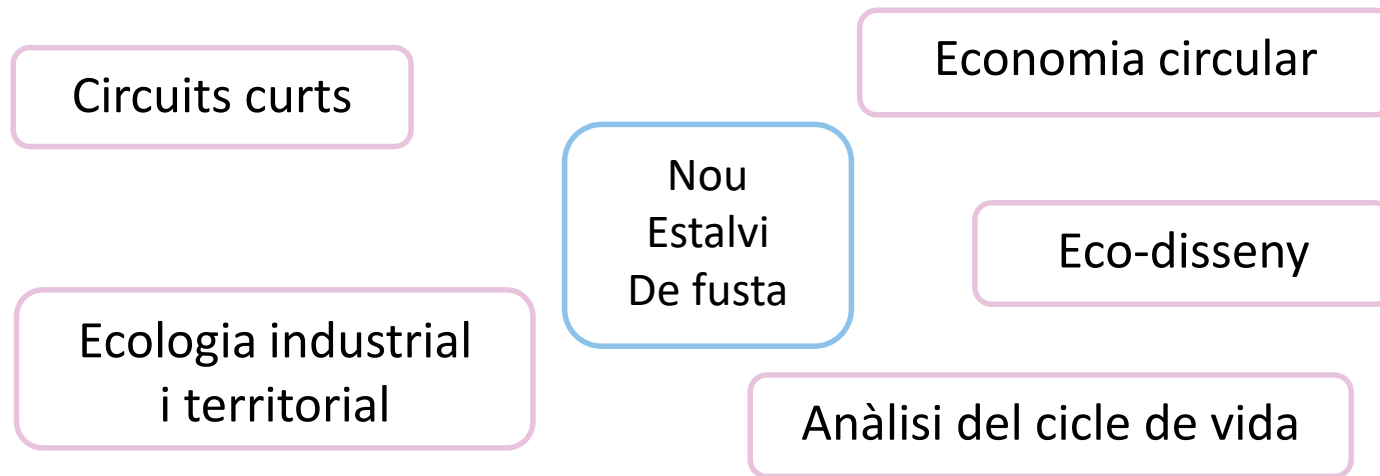 Circuits curts
Economia circular
Nou
Estalvi
De fusta
Eco-disseny
Ecologia industrial
i territorial
Anàlisi del cicle de vida